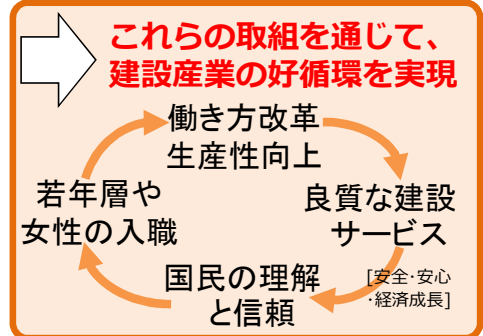 これらの取組を通じて、
建設産業の好循環を実現
働き方改革
生産性向上
良質な建設
サービス
[安全・安心
・経済成長]
国民の理解
と信頼
若年層や
女性の入職